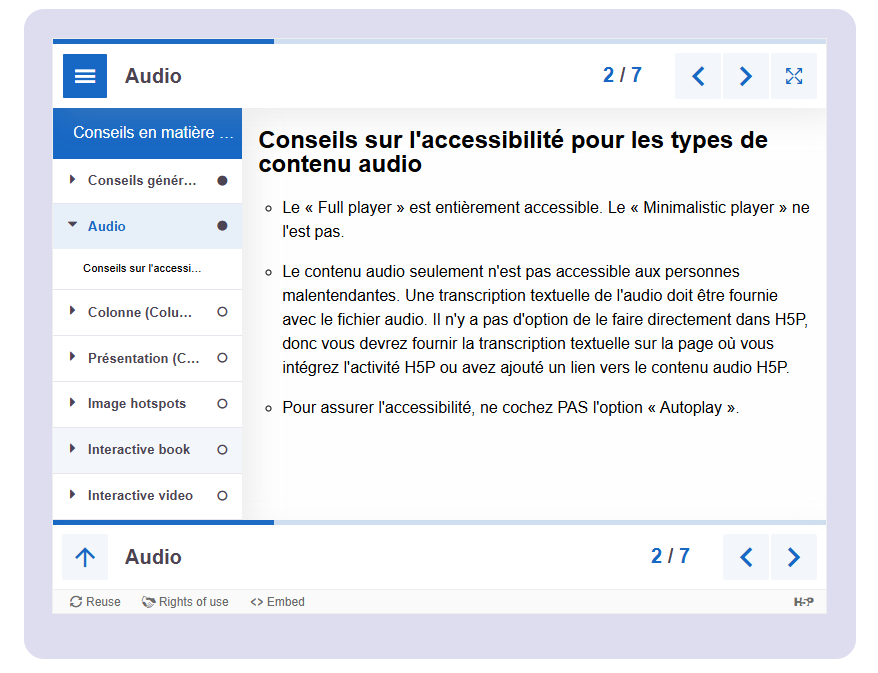 Audio
2 / 7
Conseils en matière ...
Conseils génér...
Audio
Conseils sur l'accessi...
Colonne (Colu...
Présentation (C...
Image hotspots
Interactive book
Interactive video
Conseils sur l'accessibilité pour les types de
contenu audio
Le « Full player » est entièrement accessible. Le « Minimalistic player » ne
l'est pas.
Le contenu audio seulement n'est pas accessible aux personnes
malentendantes. Une transcription textuelle de l'audio doit être fournie
avec le fichier audio. Il n'y a pas d'option de le faire directement dans H5P,
donc vous devrez fournir la transcription textuelle sur la page où vous
intégrez l'activité H5P ou avez ajouté un lien vers le contenu audio H5P.
Pour assurer l'accessibilité, ne cochez PAS l'option « Autoplay ».
Audio
2 / 7
Reuse
Rights of use
<> Embed
H5P